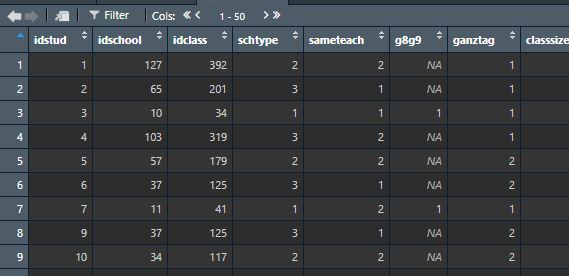 Filter Cols: 1 - 50
idstud idschool idclass schtype sameteach g8g9 ganztag classsize
1 1 127 392 2 2 NA 1
2 2 65 201 3 1 NA 1
3 3 10 34 1 1 1 1
4 4 103 319 3 2 NA 1
5 5 57 179 2 2 NA 2
6 6 37 125 3 1 NA 2
7 7 11 41 1 2 1 1
8 9 37 125 3 1 NA 2
9 10 34 117 2 2 NA 2